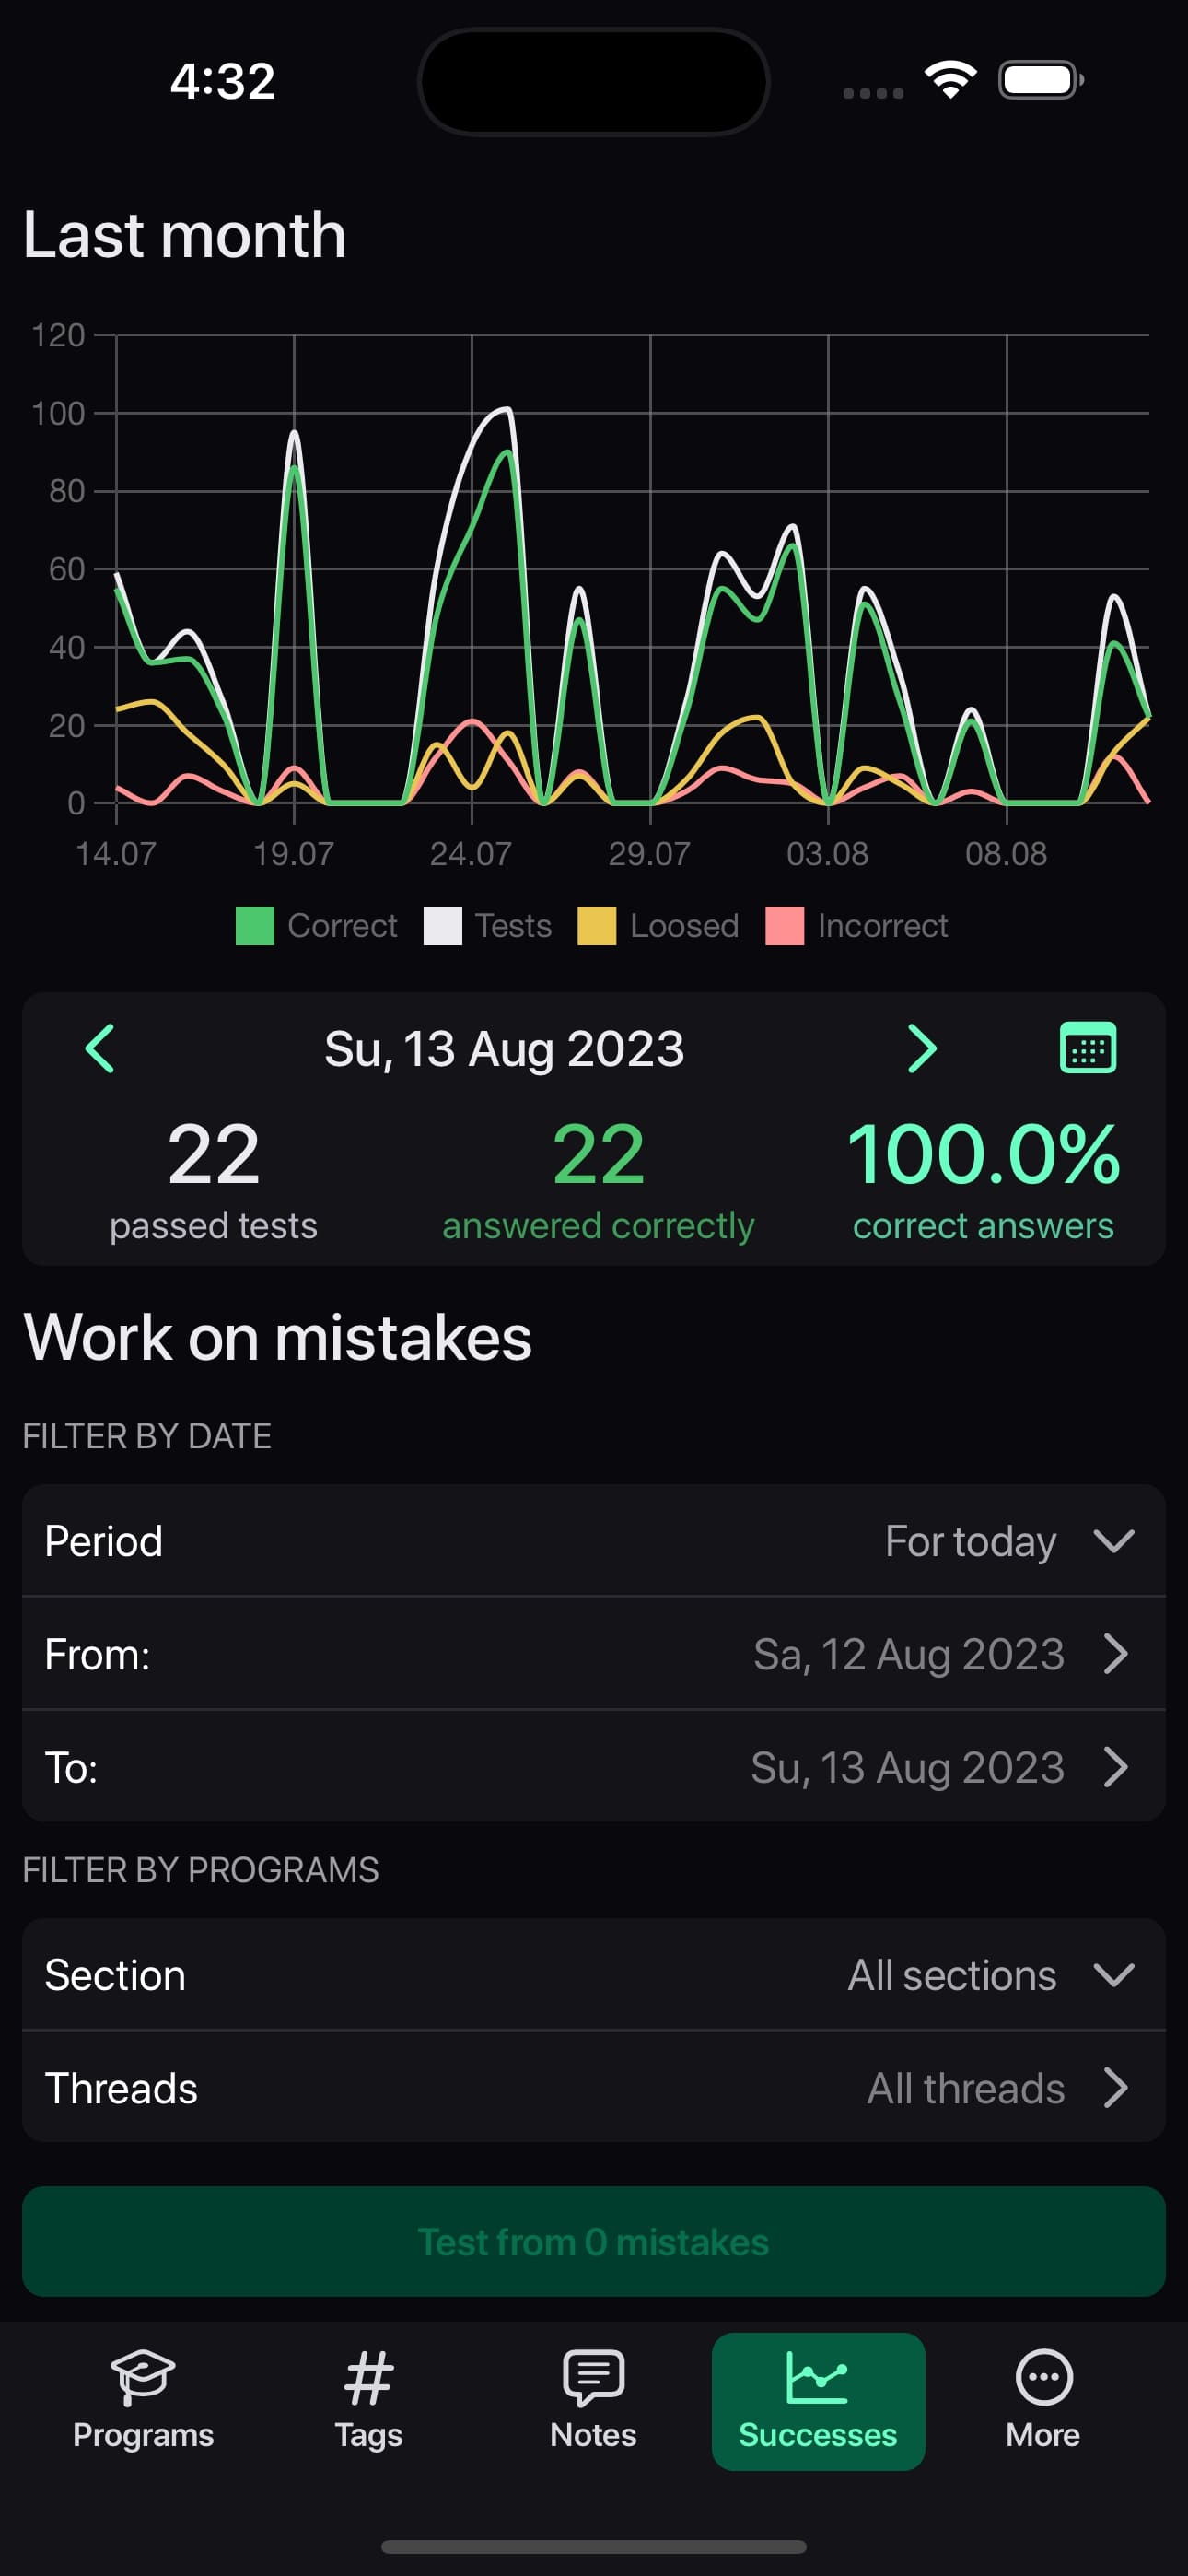 4:32
Last month
120
100
80
60
40
20
0
14.07 19.07 24.07 29.07 03.08 08.08
Correct Tests Loosed Incorrect
Su, 13 Aug 2023
22 22 100.0%
passed tests answered correctly correct answers
Work on mistakes
FILTER BY DATE
Period For today
From: Sa, 12 Aug 2023
To: Su, 13 Aug 2023
FILTER BY PROGRAMS
Section All sections
Threads All threads
Test from 0 mistakes
Programs Tags Notes Successes More